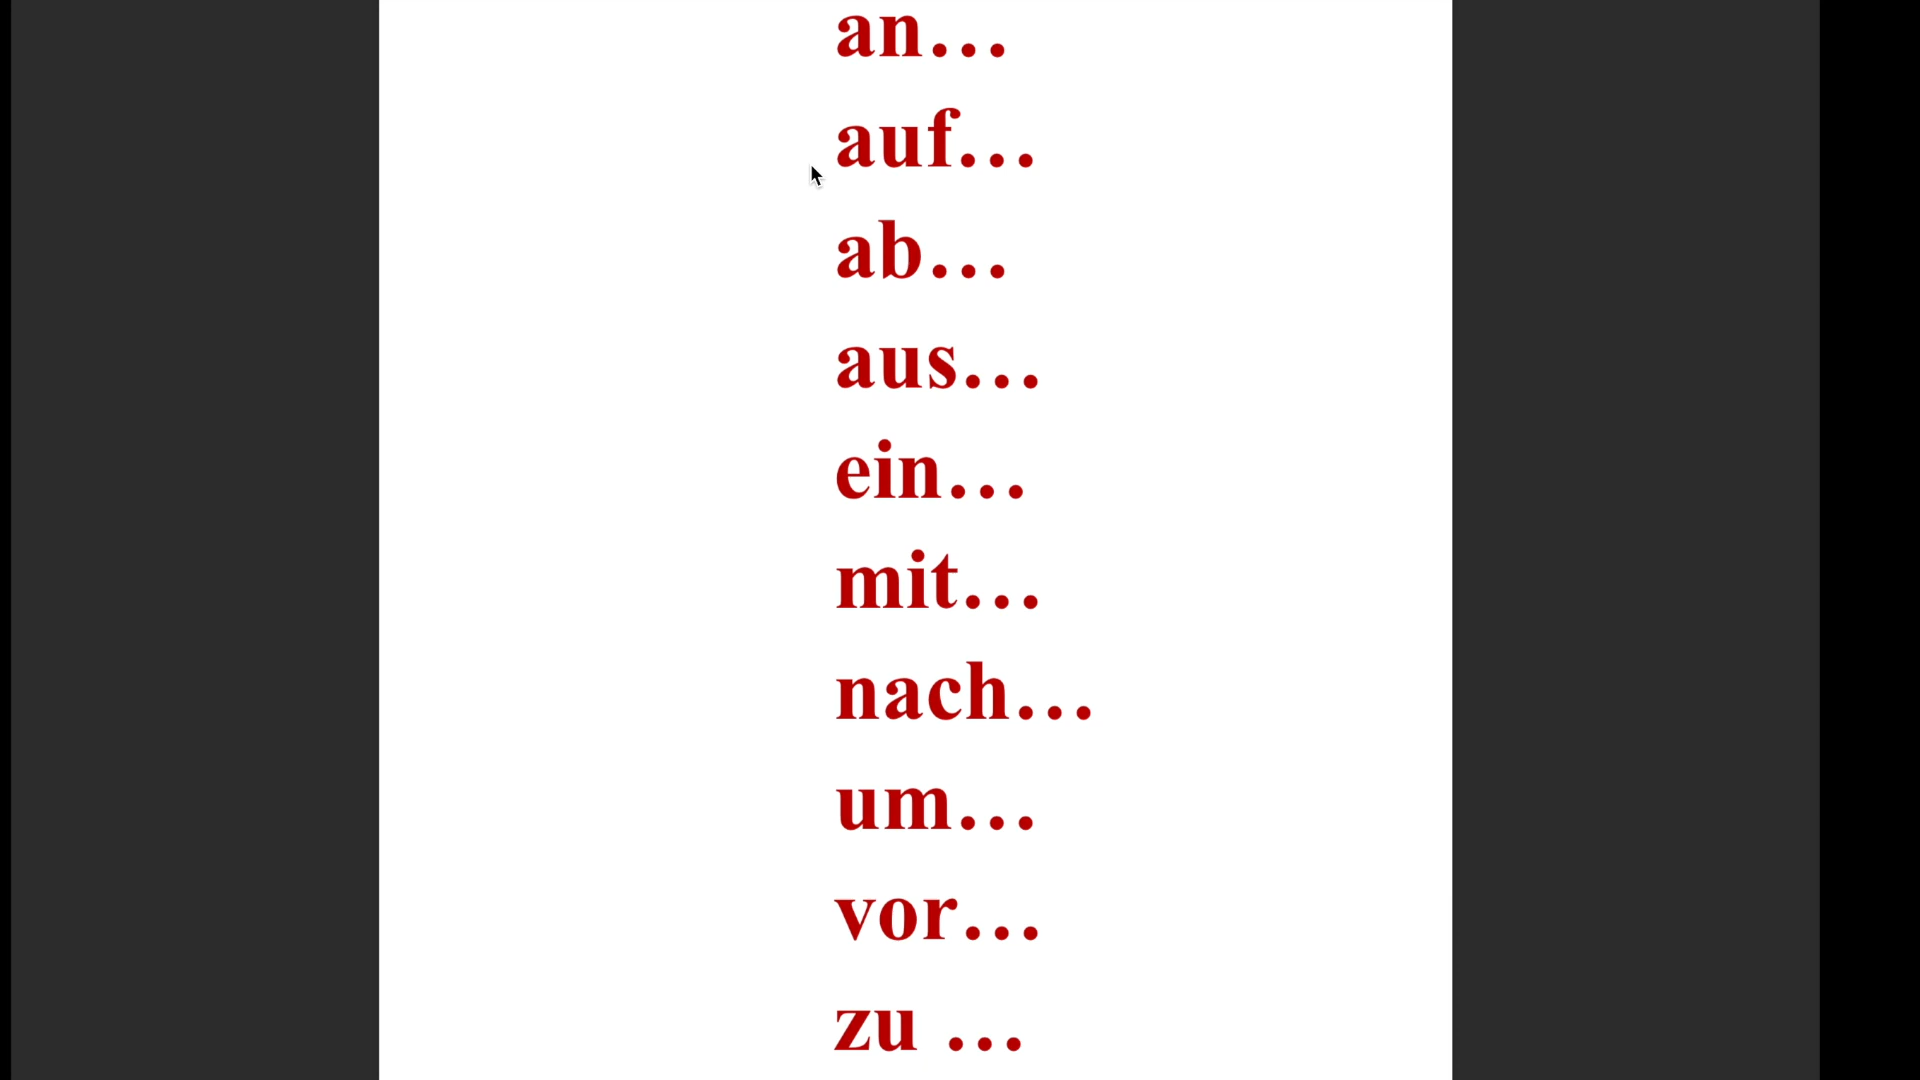 an…
auf…
ab…
aus…
ein…
mit…
nach…
um…
vor…
zu …